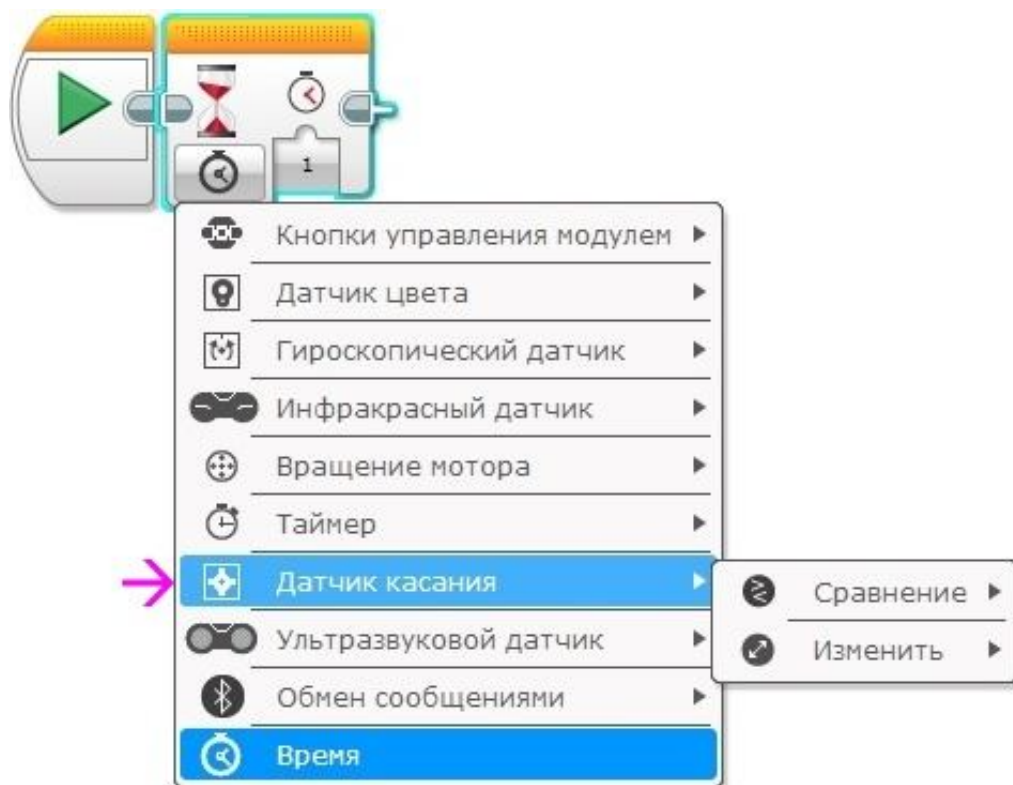 1
Кнопки управления модулем
Датчик цвета
Гироскопический датчик
Инфракрасный датчик
Вращение мотора
Таймер
Датчик касания
Сравнение
Ультразвуковой датчик
Изменить
Обмен сообщениями
Время